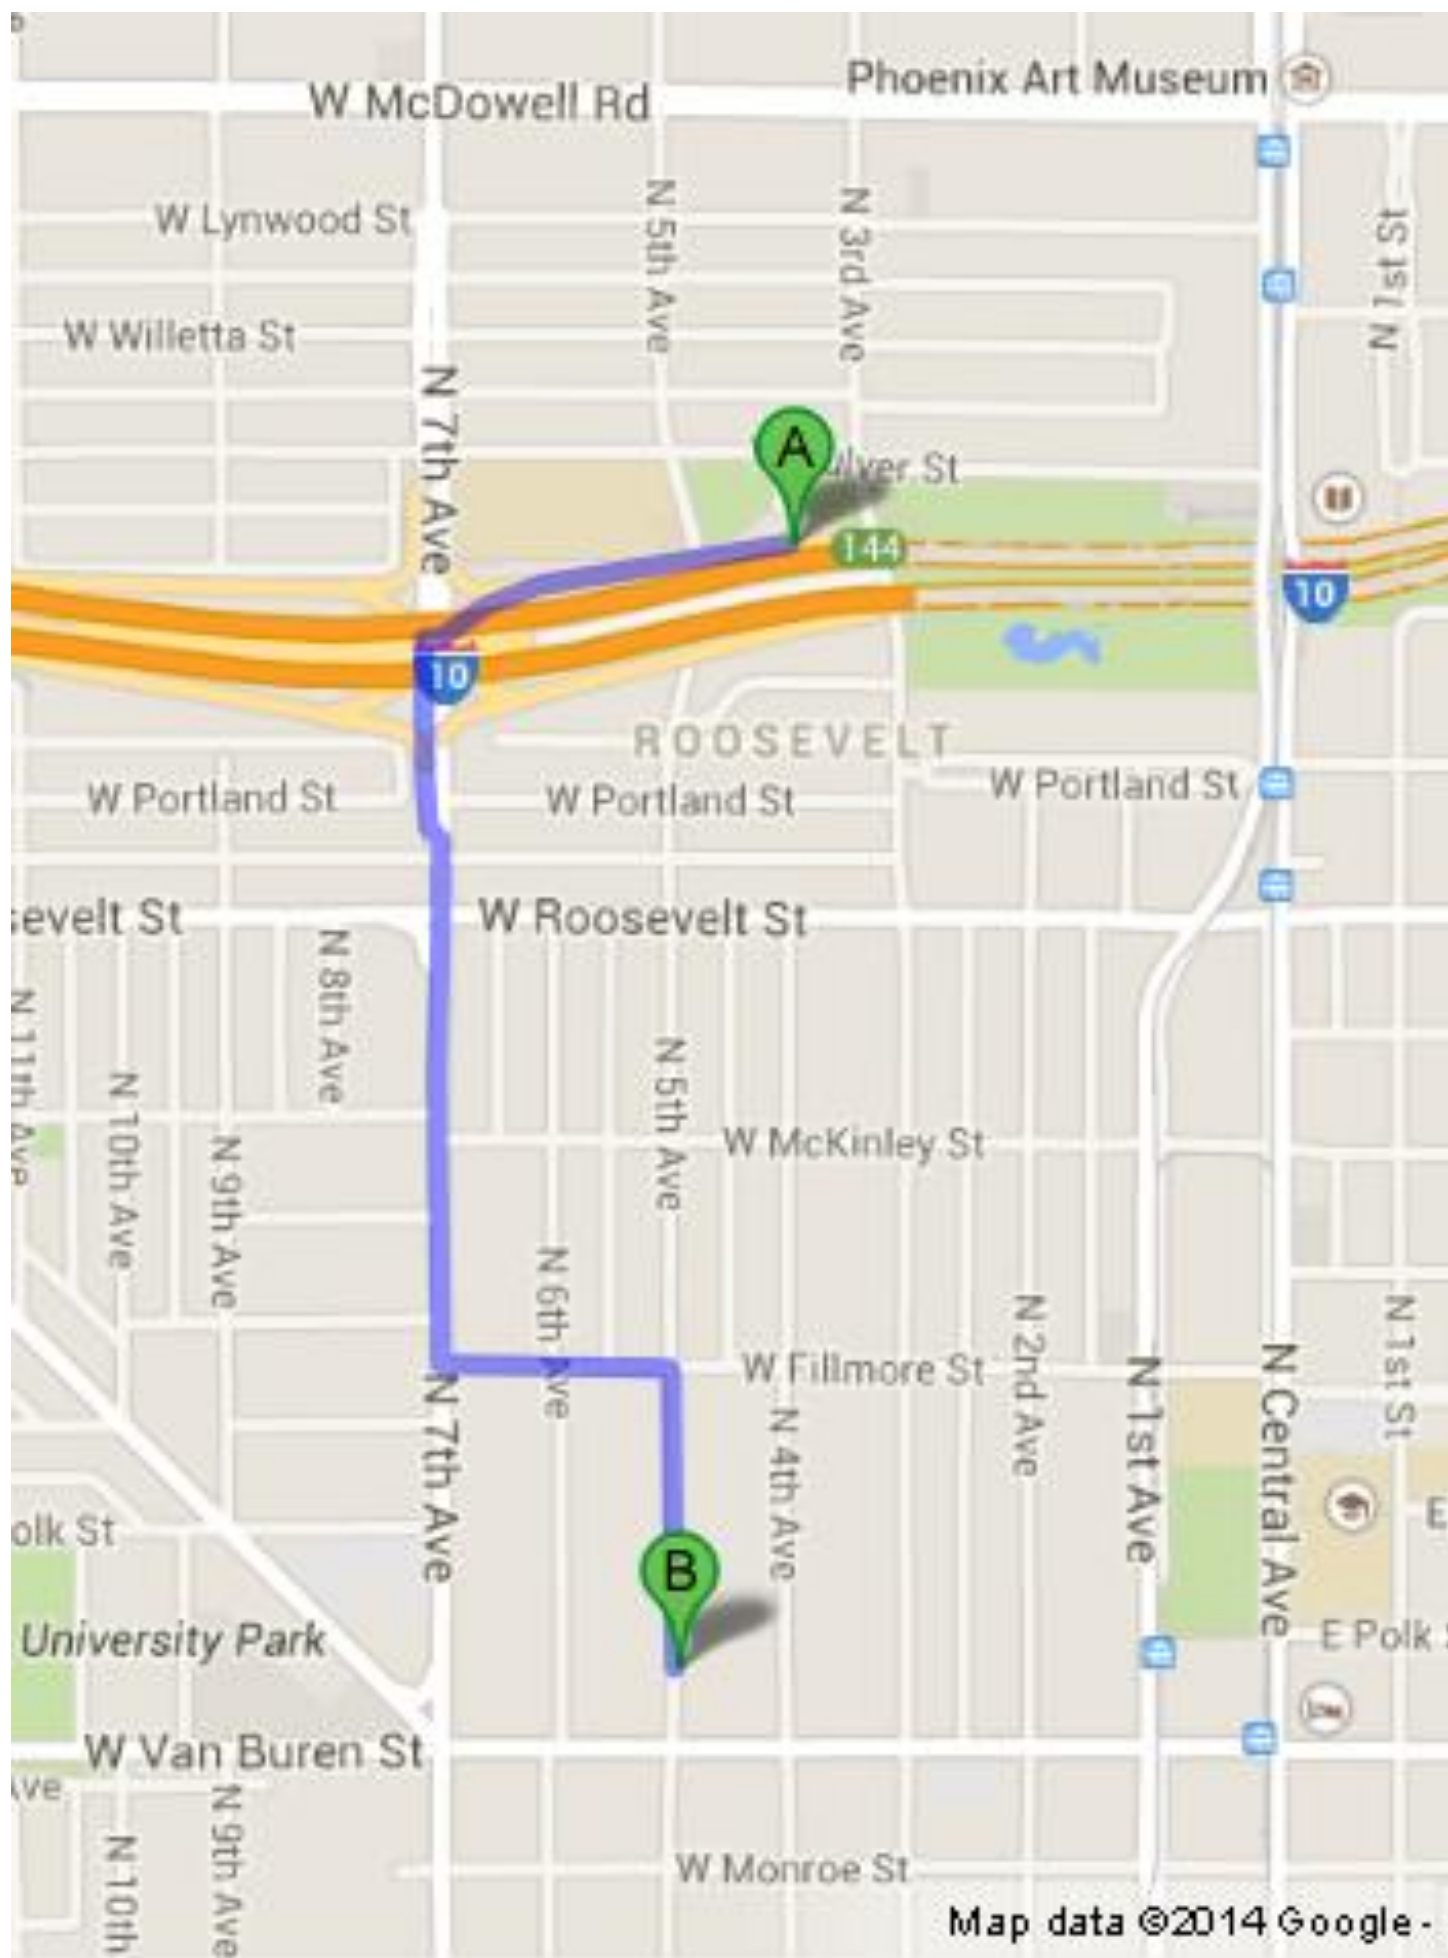 Phoenix Art Museum
W McDowell Rd
N 5th Ave
N 3rd Ave
W Lynwood St
N 1st St
W Willetta St
N 7th Ave
A
ulver St
144
10
10
ROOSEVELT
W Portland St
W Portland St
W Portland St
sevelt St
W Roosevelt St
N 8th Ave
N 11th Ave
N 5th Ave
N 10th Ave
W McKinley St
N 9th Ave
N 6th Ave
N 2nd Ave
N 1st St
N Central Ave
N 1st Ave
W Fillmore St
N 7th Ave
N 4th Ave
olk St
B
University Park
E Polk
W Van Buren St
ve
N 9th Ave
N 10th
W Monroe St
Map data ©2014 Google -